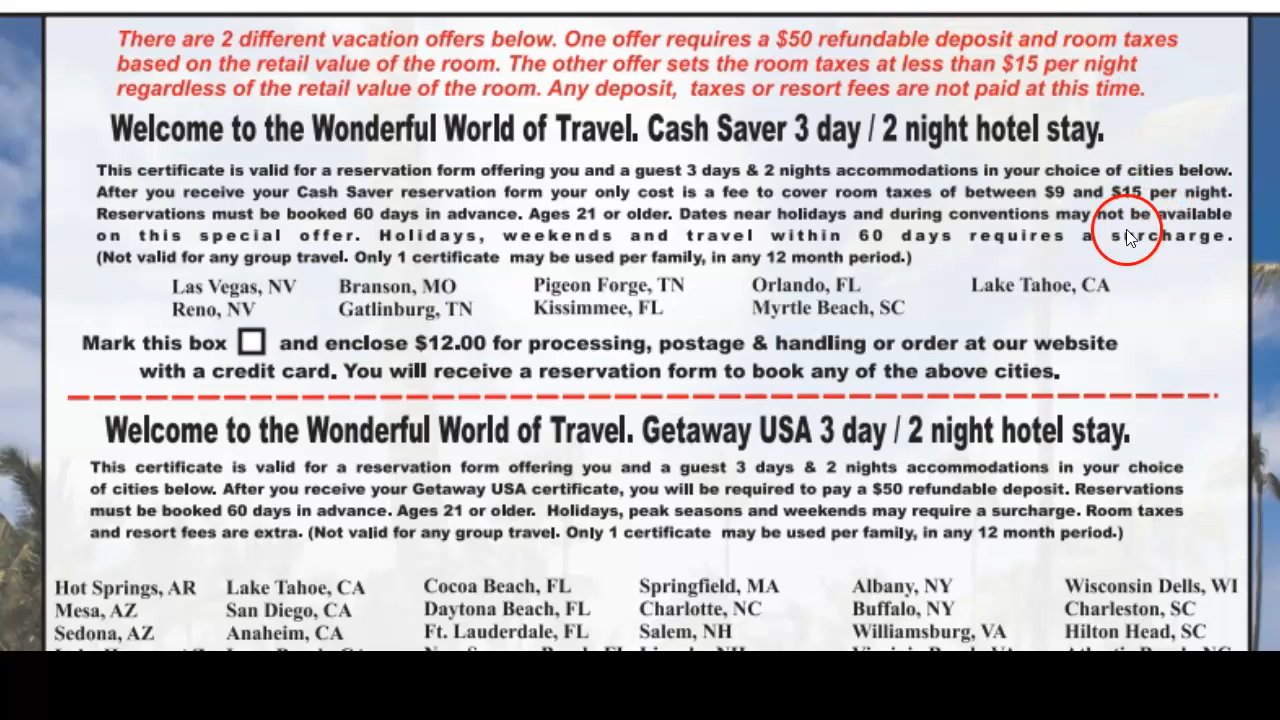 There are 2 different vacation offers below. One offer requires a $50 refundable deposit and room taxes
based on the retail value of the room. The other offer sets the room taxes at less than $15 per night
regardless of the retail value of the room. Any deposit, taxes or resort fees are not paid at this time.
Welcome to the Wonderful World of Travel. Cash Saver 3 day / 2 night hotel stay.
This certificate is valid for a reservation form offering you and a guest 3 days & 2 nights accommodations in your choice of cities below.
After you receive your Cash Saver reservation form your only cost is a fee to cover room taxes of between $9 and $15 per night.
Reservations must be booked 60 days in advance. Ages 21 or older. Dates near holidays and during conventions may not be available
on this special offer. Holidays, weekends and travel within 60 days requires a surcharge.
(Not valid for any group travel. Only 1 certificate may be used per family, in any 12 month period.)
Las Vegas, NV Branson, MO Pigeon Forge, TN Orlando, FL Lake Tahoe, CA
Reno, NV Gatlinburg, TN Kissimmee, FL Myrtle Beach, SC
Mark this box and enclose $12.00 for processing, postage & handling or order at our website
with a credit card. You will receive a reservation form to book any of the above cities.
Welcome to the Wonderful World of Travel. Getaway USA 3 day / 2 night hotel stay.
This certificate is valid for a reservation form offering you and a guest 3 days & 2 nights accommodations in your choice
of cities below. After you receive your Getaway USA certificate, you will be required to pay a $50 refundable deposit. Reservations
must be booked 60 days in advance. Ages 21 or older. Holidays, peak seasons and weekends may require a surcharge. Room taxes
and resort fees are extra. (Not valid for any group travel. Only 1 certificate may be used per family, in any 12 month period.)
Hot Springs, AR Lake Tahoe, CA Cocoa Beach, FL Springfield, MA Albany, NY Wisconsin Dells, WI
Mesa, AZ San Diego, CA Daytona Beach, FL Charlotte, NC Buffalo, NY Charleston, SC
Sedona, AZ Anaheim, CA Ft. Lauderdale, FL Salem, NH Williamsburg, VA Hilton Head, SC